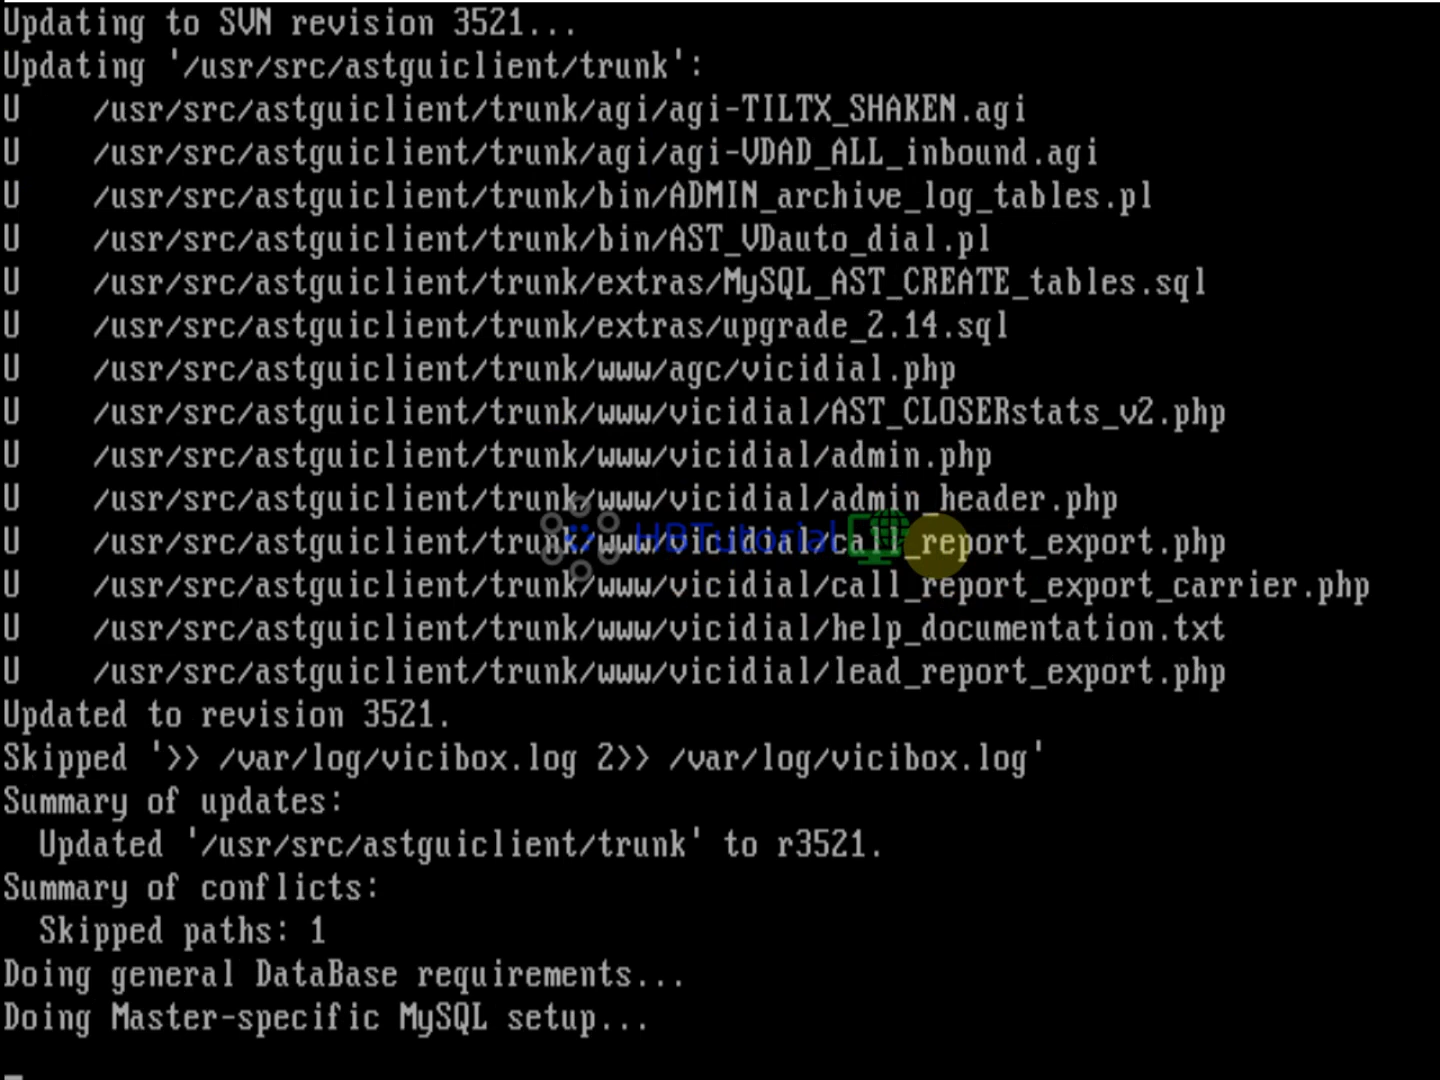 Updating to SVN revision 3521...
Updating '/usr/src/astguiclient/trunk':
U    /usr/src/astguiclient/trunk/agi/agi-TILTX_SHAKEN.agi
U    /usr/src/astguiclient/trunk/agi/agi-VDAD_ALL_inbound.agi
U    /usr/src/astguiclient/trunk/bin/ADMIN_archive_log_tables.pl
U    /usr/src/astguiclient/trunk/bin/AST_VDauto_dial.pl
U    /usr/src/astguiclient/trunk/extras/MySQL_AST_CREATE_tables.sql
U    /usr/src/astguiclient/trunk/extras/upgrade_2.14.sql
U    /usr/src/astguiclient/trunk/www/agc/vicidial.php
U    /usr/src/astguiclient/trunk/www/vicidial/AST_CLOSERstats_v2.php
U    /usr/src/astguiclient/trunk/www/vicidial/admin.php
U    /usr/src/astguiclient/trunk/www/vicidial/admin_header.php
U    /usr/src/astguiclient/trunk/www/vicidial/call_report_export.php
HBTutorial
U    /usr/src/astguiclient/trunk/www/vicidial/call_report_export_carrier.php
U    /usr/src/astguiclient/trunk/www/vicidial/help_documentation.txt
U    /usr/src/astguiclient/trunk/www/vicidial/lead_report_export.php
Updated to revision 3521.
Skipped '>> /var/log/vicibox.log 2>> /var/log/vicibox.log'
Summary of updates:
  Updated '/usr/src/astguiclient/trunk' to r3521.
Summary of conflicts:
  Skipped paths: 1
Doing general DataBase requirements...
Doing Master-specific MySQL setup...